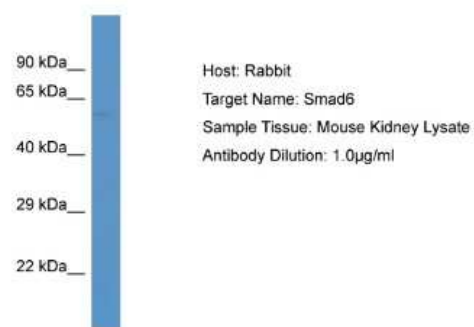 90 kDa__
65 kDa__
40 kDa__
29 kDa__
22 kDa__
Host: Rabbit
Target Name: Smad6
Sample Tissue: Mouse Kidney Lysate
Antibody Dilution: 1.0µg/ml